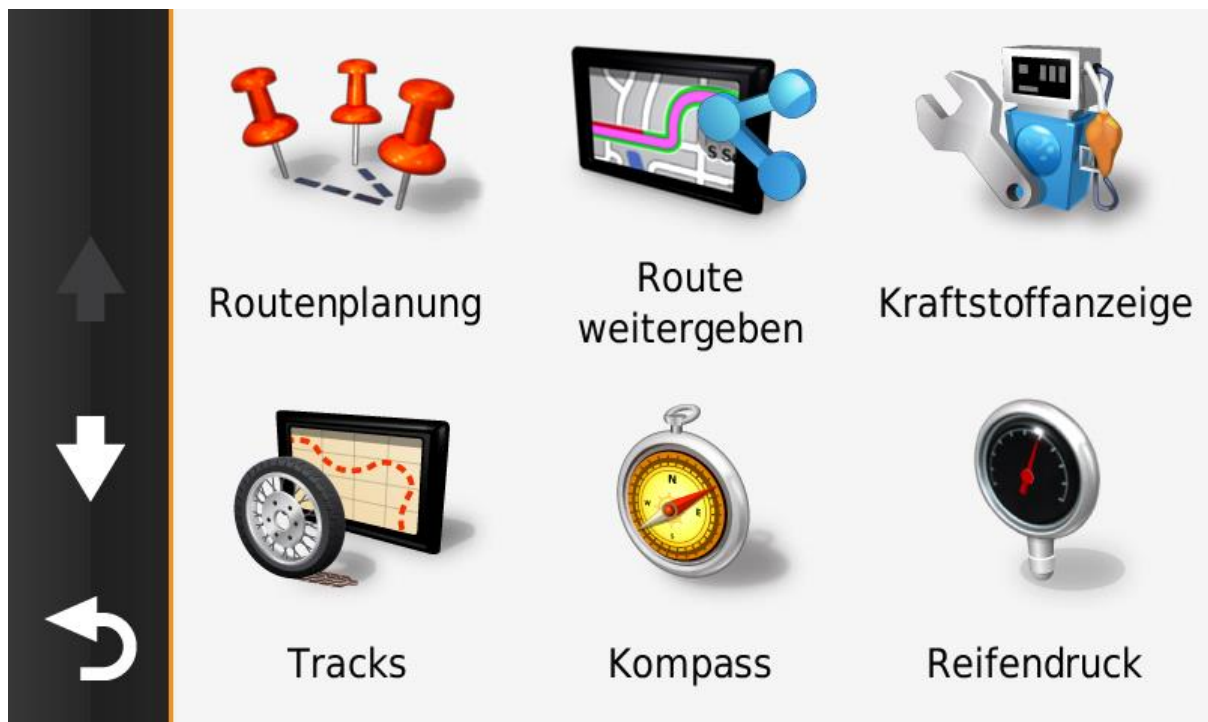 Routenplanung
Route
weitergeben
Kraftstoffanzeige
Tracks
Kompass
Reifendruck
N
E
S
W